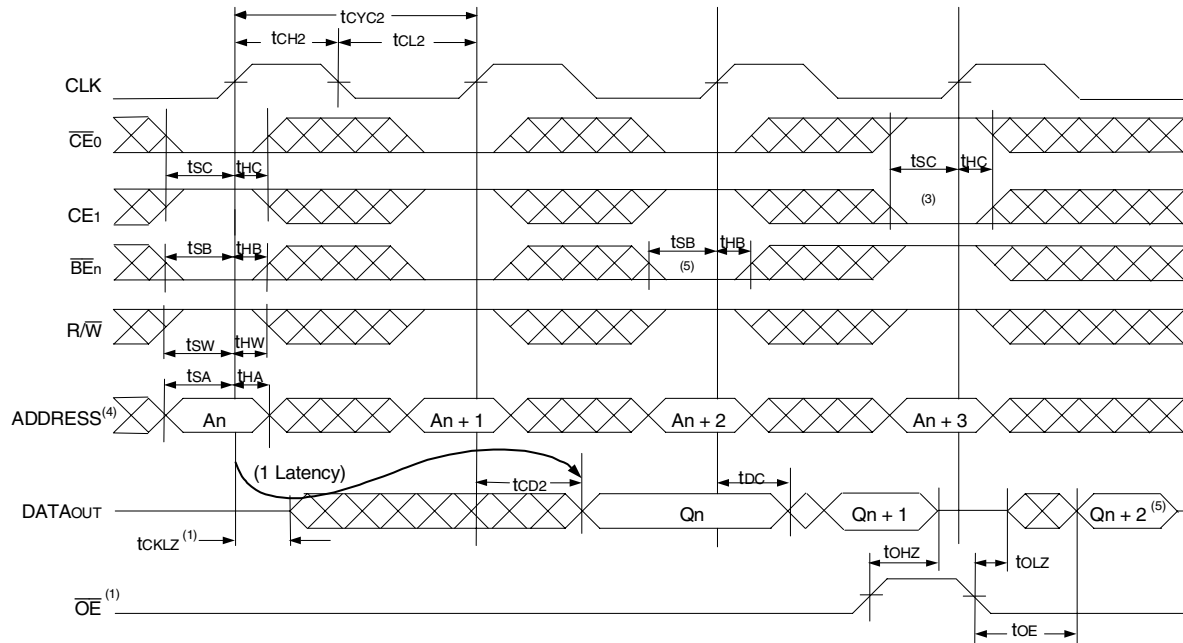 tCYC2
tCH2 tCL2
CLK
CE0
tSC tHC tSC tHC
CE1 (3)
tSB tHB tSB tHB
BEn (5)
R/W
tSW tHW
tSA tHA
ADDRESS(4) An An + 1 An + 2 An + 3
(1 Latency) tCD2 tDC
DATAOUT Qn Qn + 1 Qn + 2 (5)
tCKLZ (1) tOHZ tOLZ
OE (1)
tOE